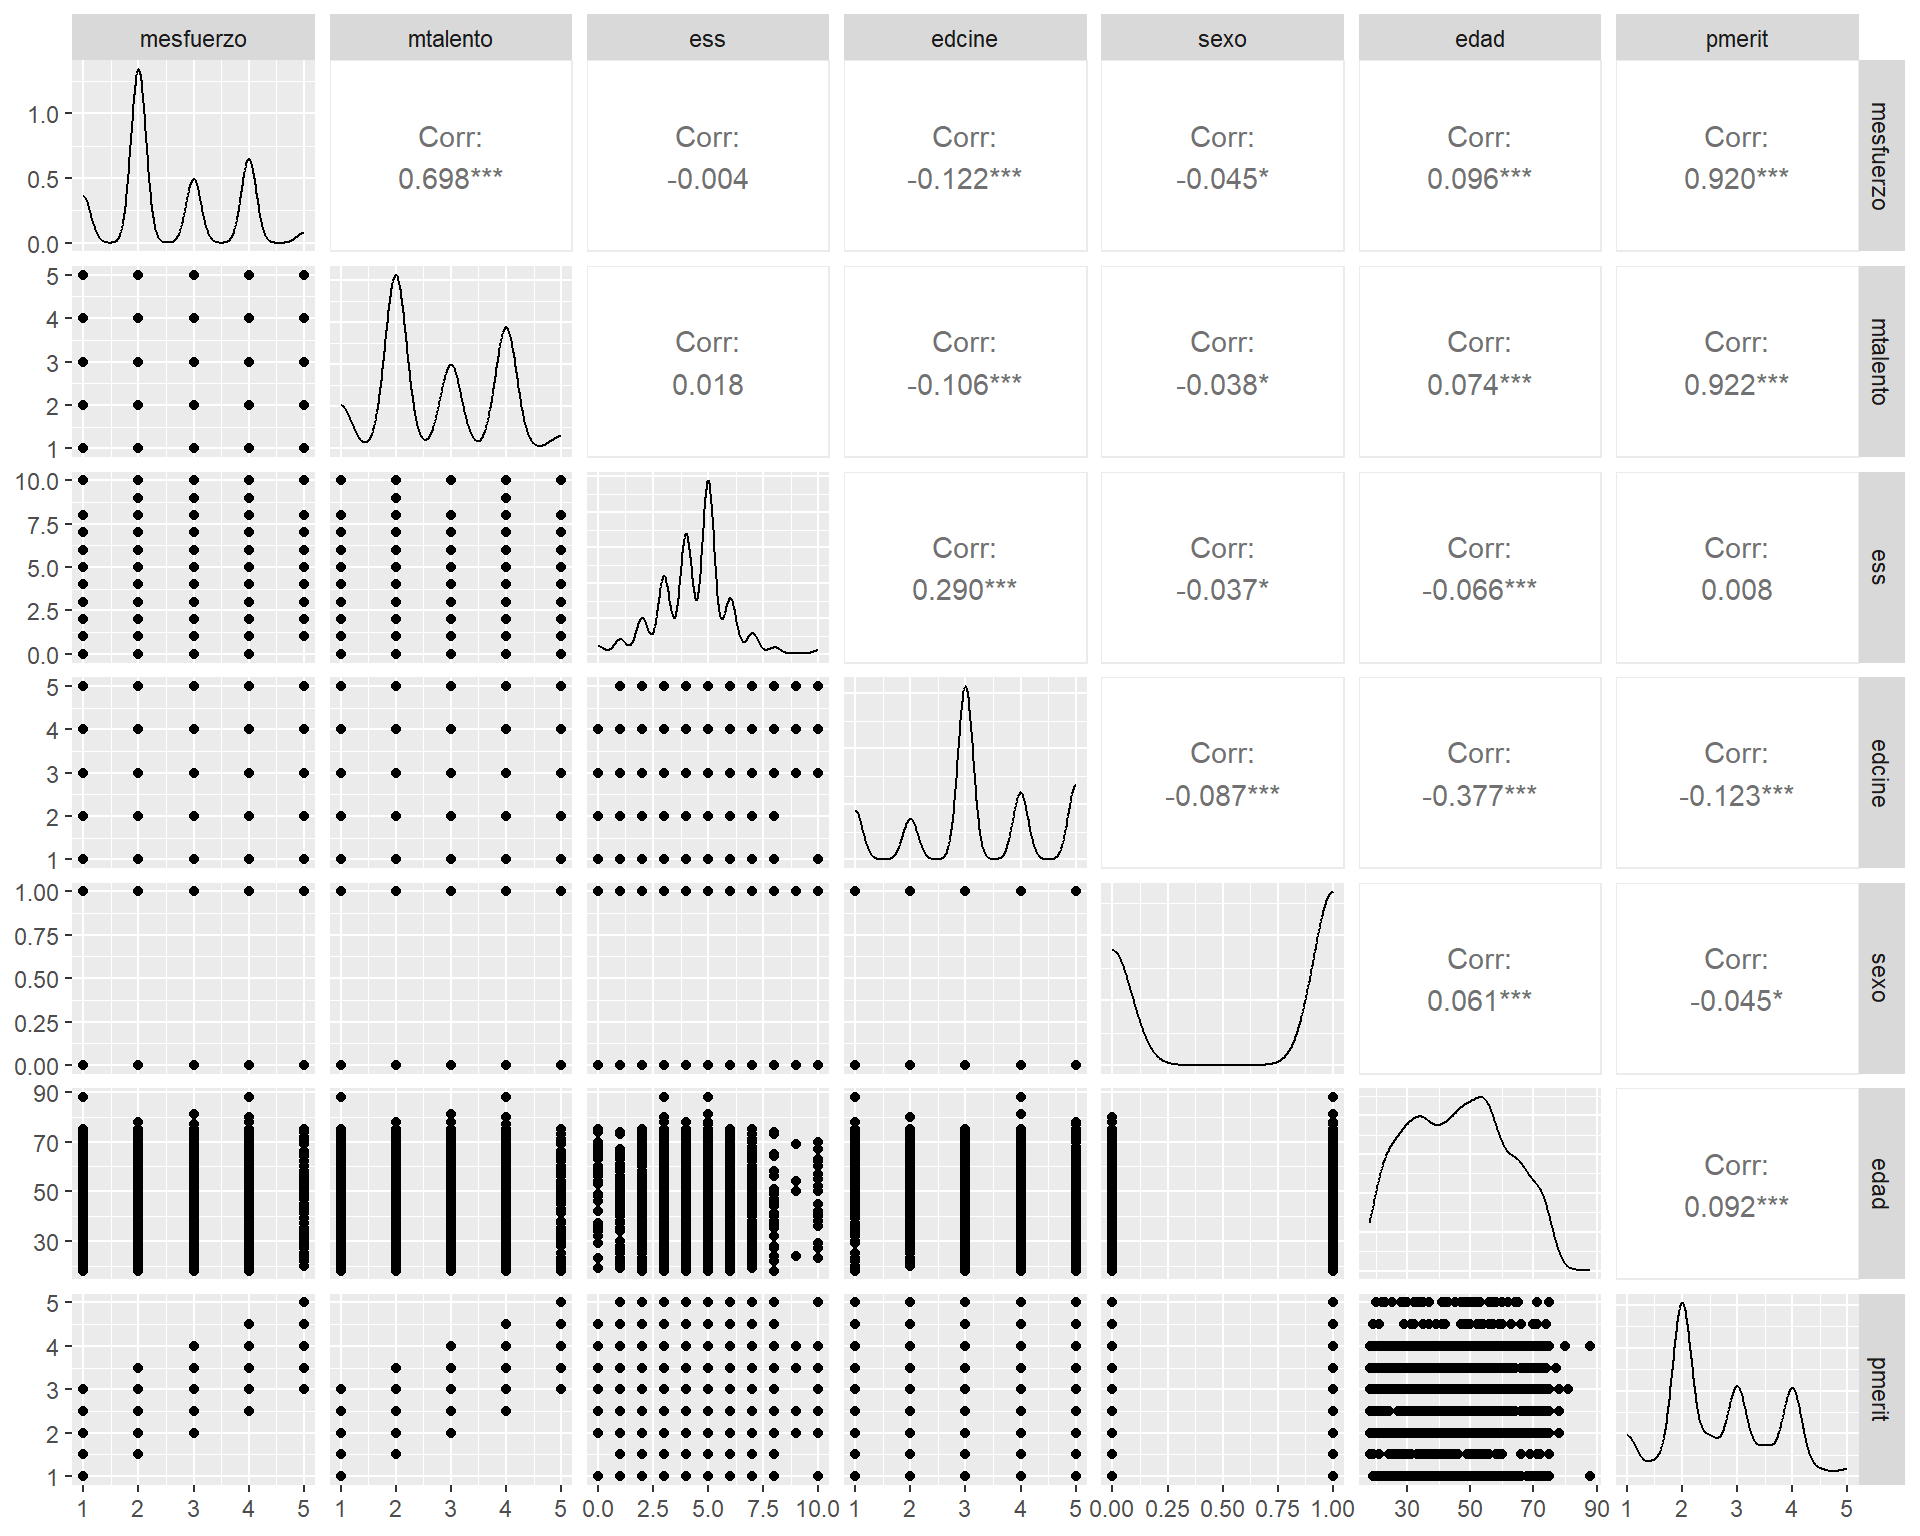 mesfuerzo mtalento ess edcine sexo edad pmerit
1.0
0.5
0.0
Corr:
0.698***
Corr:
-0.004
Corr:
-0.122***
Corr:
-0.045*
Corr:
0.096***
Corr:
0.920***
mesfuerzo
5
4
3
2
1
Corr:
0.018
Corr:
-0.106***
Corr:
-0.038*
Corr:
0.074***
Corr:
0.922***
mtalento
10.0
7.5
5.0
2.5
0.0
Corr:
0.290***
Corr:
-0.037*
Corr:
-0.066***
Corr:
0.008
ess
5
4
3
2
1
Corr:
-0.087***
Corr:
-0.377***
Corr:
-0.123***
edcine
1.00
0.75
0.50
0.25
0.00
Corr:
0.061***
Corr:
-0.045*
sexo
90
70
50
30
Corr:
0.092***
edad
5
4
3
2
1
pmerit
1 2 3 4 5 1 2 3 4 5 0.0 2.5 5.0 7.5 10.0 1 2 3 4 5 0.00 0.25 0.50 0.75 1.00 30 50 70 90 1 2 3 4 5